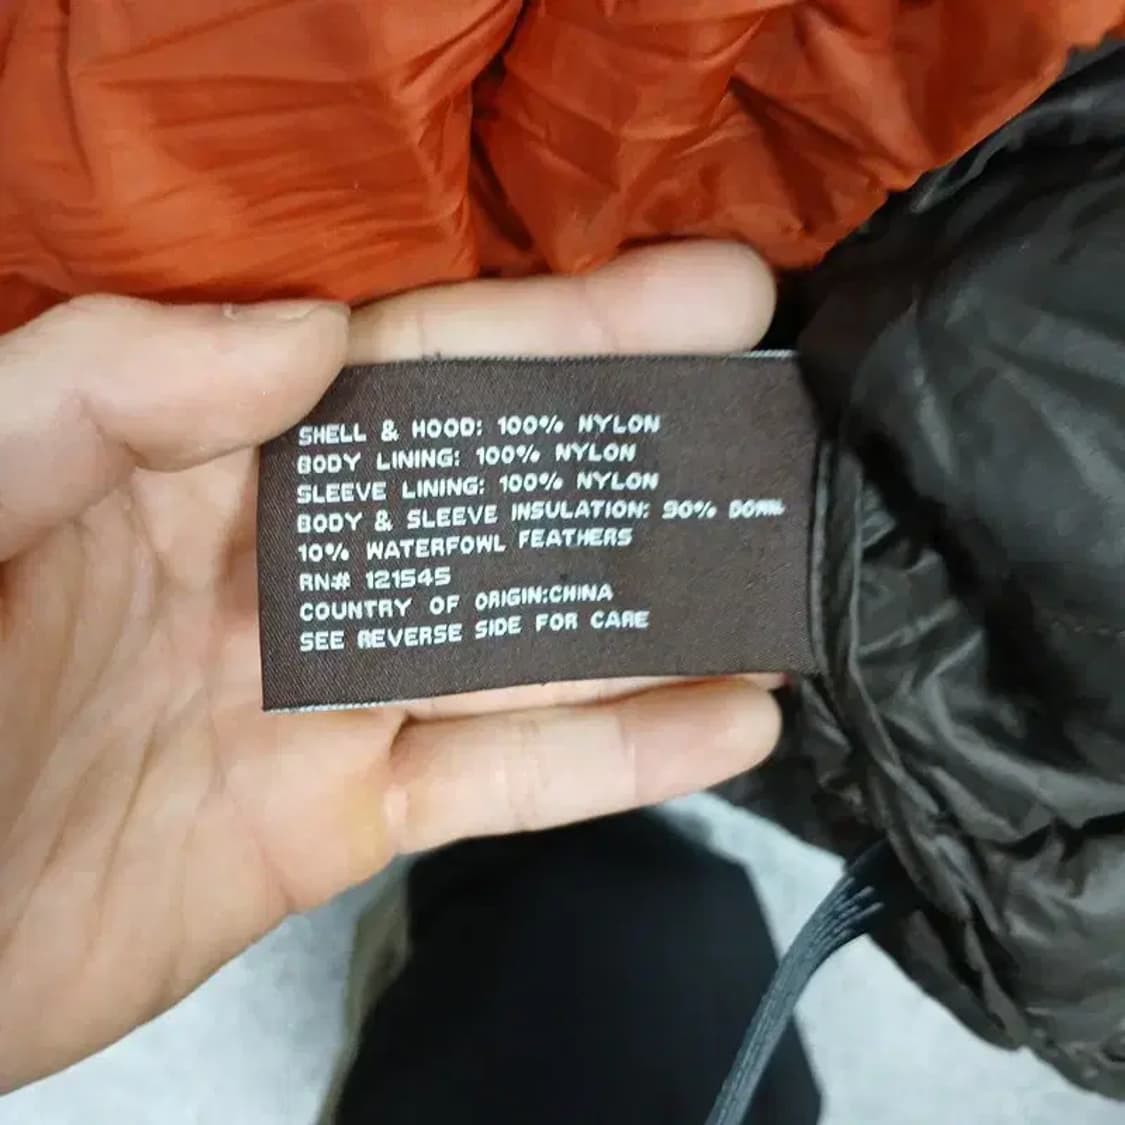 SHELL & HOOD: 100% NYLON
BODY LINING: 100% NYLON
SLEEVE LINING: 100% NYLON
BODY & SLEEVE INSULATION: 90% DOWN
10% WATERFOWL FEATHERS
RN# 121545
COUNTRY OF ORIGIN:CHINA
SEE REVERSE SIDE FOR CARE